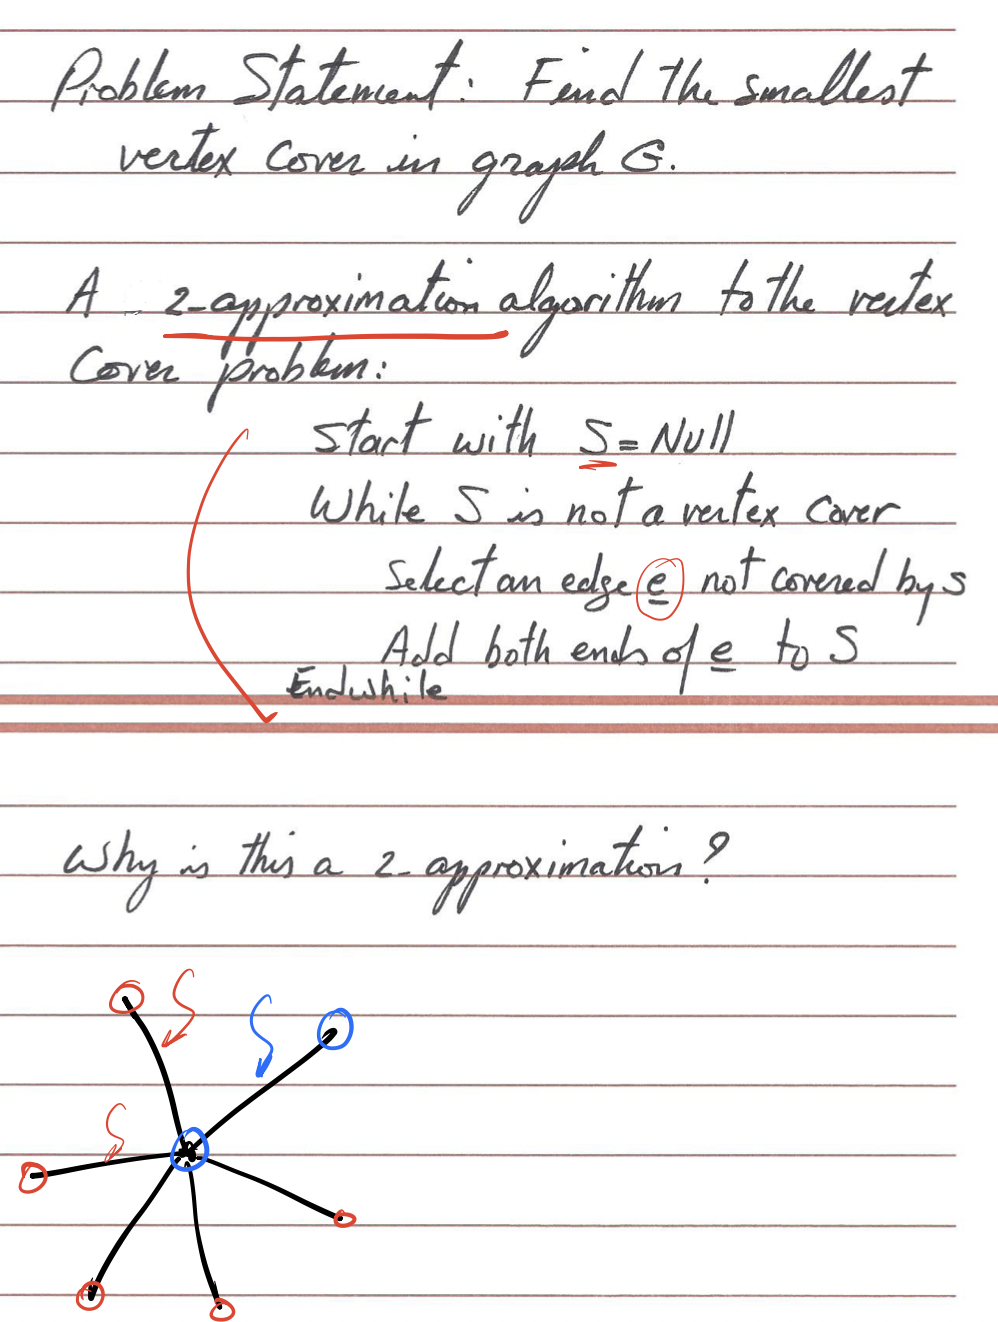 Problem Statement: Find the smallest
vertex cover in graph G.
A 2-approximation algorithm to the vertex
Cover problem:
Start with S = Null
While S is not a vertex cover
Select an edge e not covered by S
Add both ends of e to S
Endwhile
Why is this a 2-approximation?